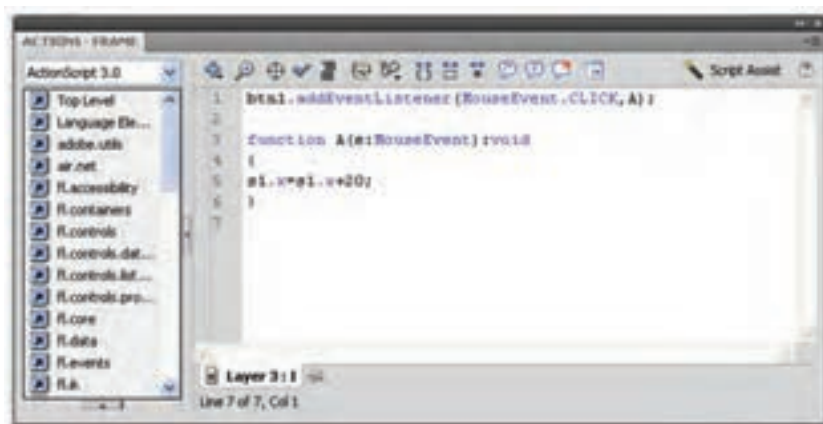 ACTIONS - FRAME
ActionScript 3.0
Script Assist
Top Level
Language Ele...
adobe.utils
air.net
fl.accessibility
fl.containers
fl.controls
fl.controls.dat...
fl.controls.list....
fl.controls.pro...
fl.core
fl.data
fl.events
fl.ik
1 btn1.addEventListener(MouseEvent.CLICK,A);
2
3 function A(e:MouseEvent):void
4 {
5 s1.x=s1.x+20;
6 }
7
Layer 3 : 1
Line 7 of 7, Col 1